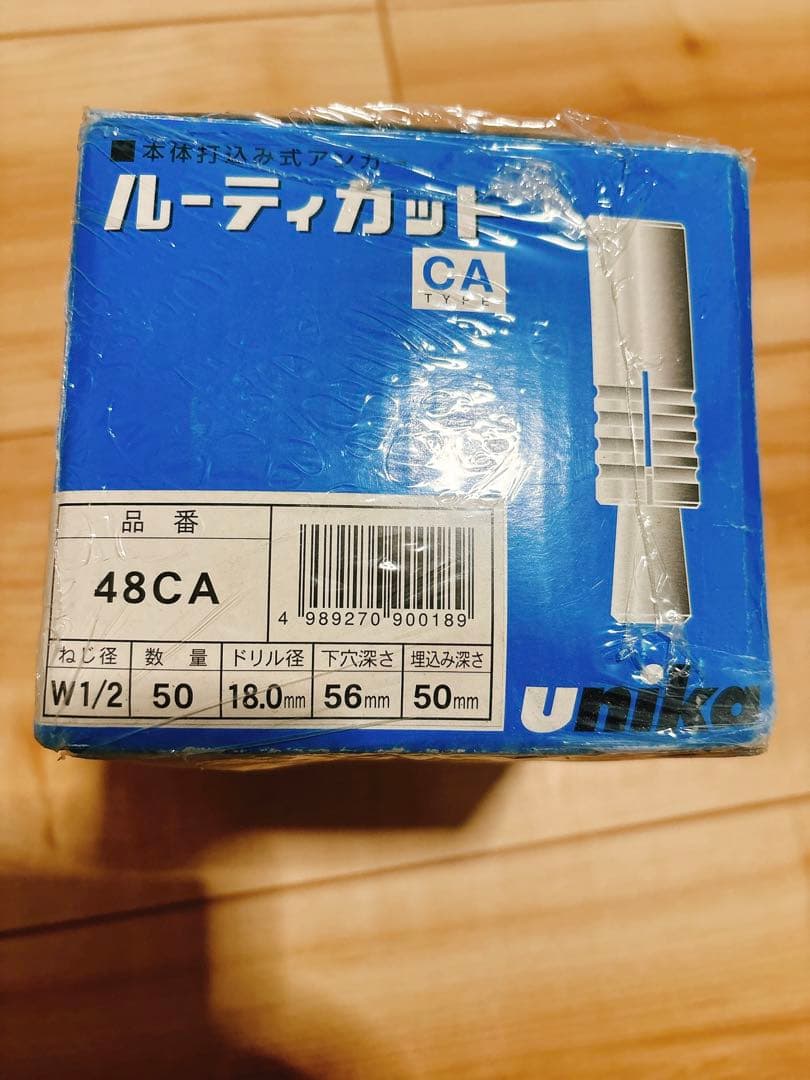 ■本体打込み式アンカー
ルーティカット
CA
TYPE
品番
48CA
4 989270 900189
ねじ径 数量 ドリル径 下穴深さ 埋込み深さ
W1/2 50 18.0mm 56mm 50mm
unika